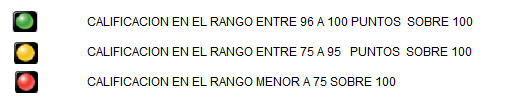 CALIFICACION EN EL RANGO ENTRE 96 A 100 PUNTOS SOBRE 100
CALIFICACION EN EL RANGO ENTRE 75 A 95 PUNTOS SOBRE 100
CALIFICACION EN EL RANGO MENOR A 75 SOBRE 100